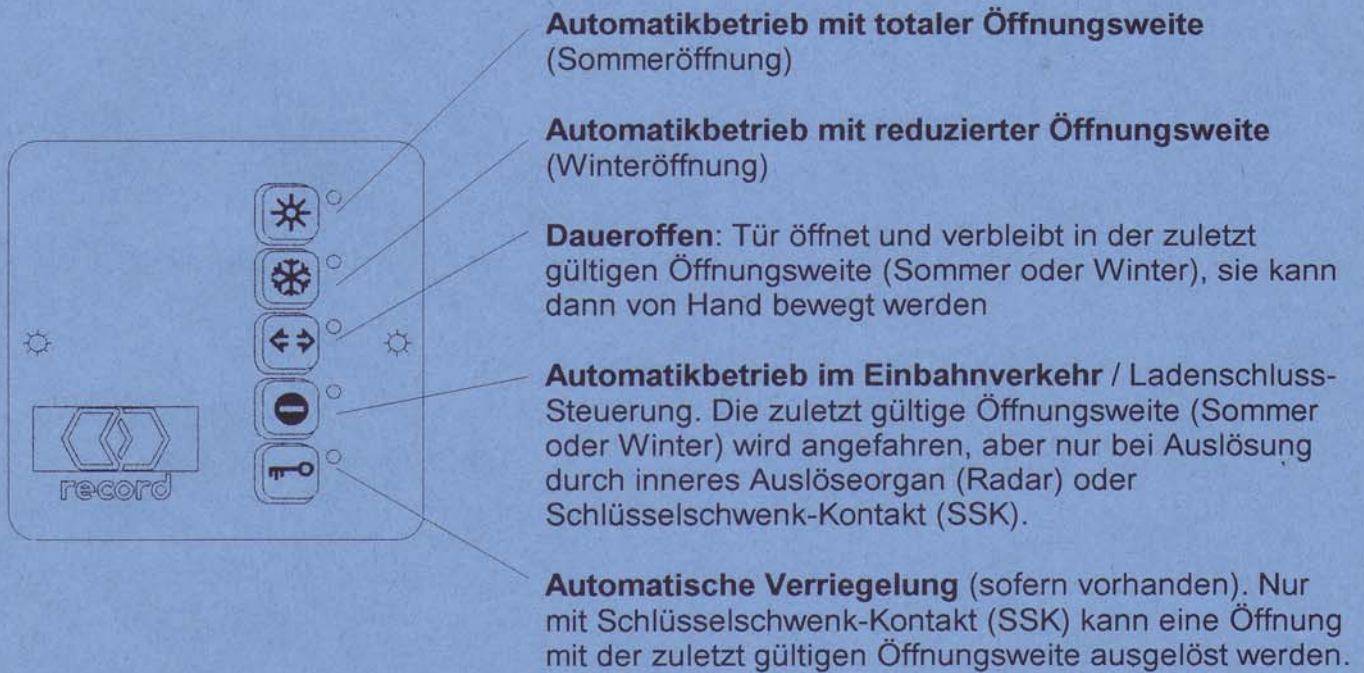 Automatikbetrieb mit totaler Öffnungsweite
(Sommeröffnung)
Automatikbetrieb mit reduzierter Öffnungsweite
(Winteröffnung)
Daueroffen: Tür öffnet und verbleibt in der zuletzt
gültigen Öffnungsweite (Sommer oder Winter), sie kann
dann von Hand bewegt werden
Automatikbetrieb im Einbahnverkehr / Ladenschluss-
Steuerung. Die zuletzt gültige Öffnungsweite (Sommer
oder Winter) wird angefahren, aber nur bei Auslösung
durch inneres Auslöseorgan (Radar) oder
Schlüsselschwenk-Kontakt (SSK).
Automatische Verriegelung (sofern vorhanden). Nur
mit Schlüsselschwenk-Kontakt (SSK) kann eine Öffnung
mit der zuletzt gültigen Öffnungsweite ausgelöst werden.
record